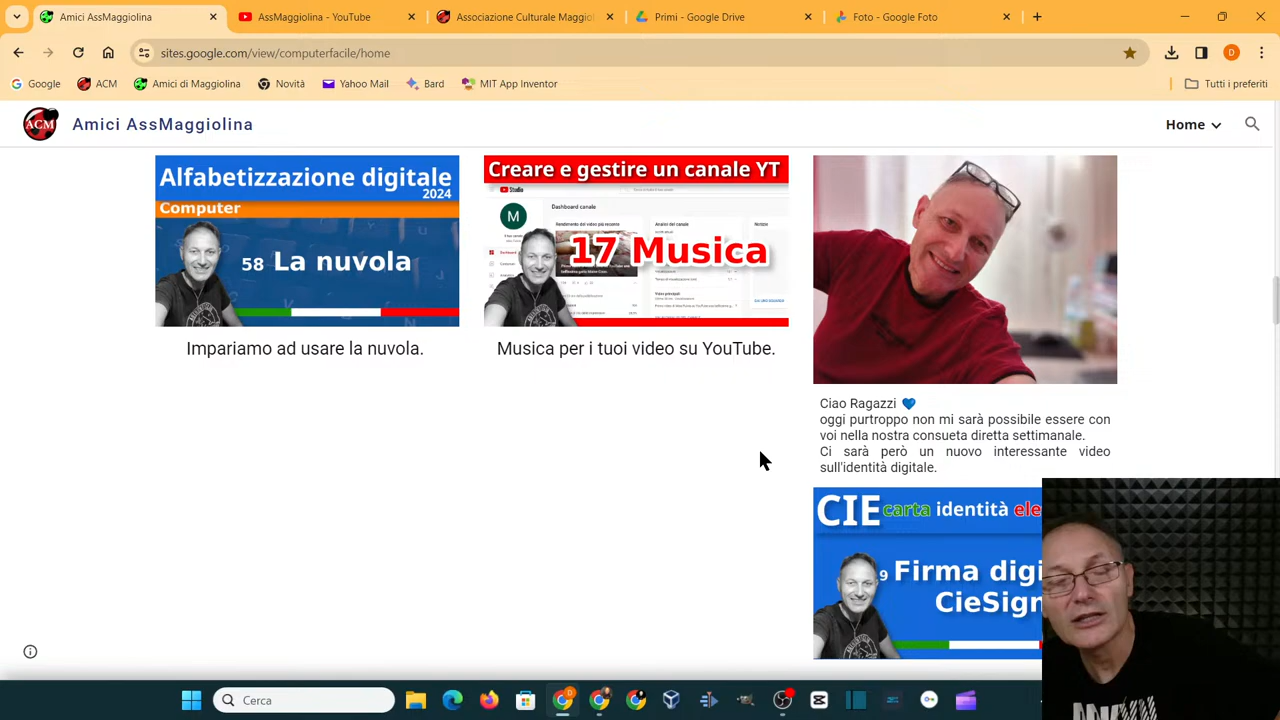 Amici AssMaggiolina
AssMaggiolina - YouTube
Associazione Culturale Maggiol
Primi - Google Drive
Foto - Google Foto
sites.google.com/view/computerfacile/home
D
Google
ACM
Amici di Maggiolina
Novità
Yahoo Mail
Bard
MIT App Inventor
Tutti i preferiti
ACM
Amici AssMaggiolina
Home
Alfabetizzazione digitale
2024
Computer
58 La nuvola
Impariamo ad usare la nuvola.
Creare e gestire un canale YT
Studio
Dashboard canale
M
17 Musica
Musica per i tuoi video su YouTube.
Ciao Ragazzi 💙
oggi purtroppo non mi sarà possibile essere con
voi nella nostra consueta diretta settimanale.
Ci sarà però un nuovo interessante video
sull'identità digitale.
CIE carta identità ele
9 Firma digi
CieSign
Cerca